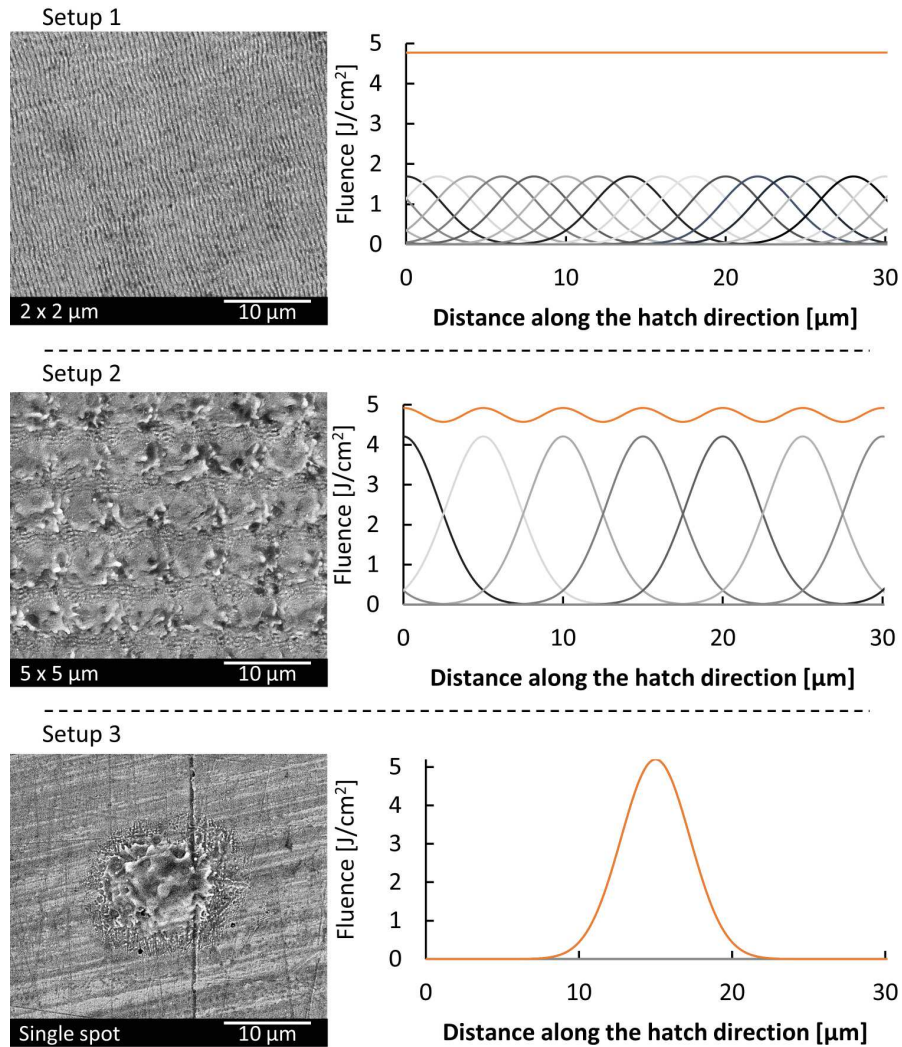 Setup 1
2 x 2 µm
10 µm
Fluence [J/cm²]
5
4
3
2
1
0
0 10 20 30
Distance along the hatch direction [µm]
Setup 2
5 x 5 µm
10 µm
Fluence [J/cm²]
5
4
3
2
1
0
0 10 20 30
Distance along the hatch direction [µm]
Setup 3
Single spot
10 µm
Fluence [J/cm²]
5
4
3
2
1
0
0 10 20 30
Distance along the hatch direction [µm]